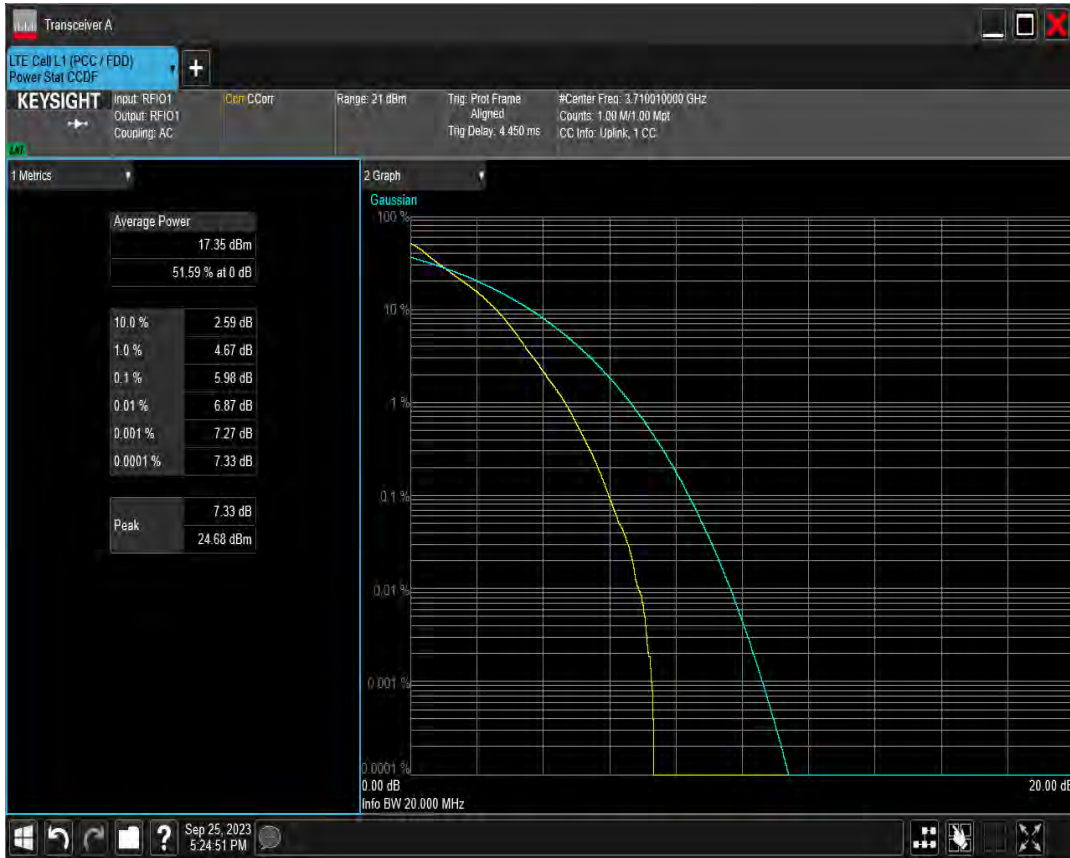 Transceiver A
LTE Cell L1 (PCC / FDD)
Power Stat CCDF
KEYSIGHT
Input: RFIO1
Output: RFIO1
Coupling: AC
Corr CCorr
Range: 21 dBm
Trig: Prot Frame
Aligned
Trig Delay: 4.450 ms
#Center Freq: 3.710010000 GHz
Counts: 1.00 M/1.00 Mpt
CC Info: Uplink, 1 CC
1 Metrics
Average Power
17.35 dBm
51.59 % at 0 dB
10.0 % 2.59 dB
1.0 % 4.67 dB
0.1 % 5.98 dB
0.01 % 6.87 dB
0.001 % 7.27 dB
0.0001 % 7.33 dB
Peak 7.33 dB
24.68 dBm
2 Graph
Gaussian
100 %
10 %
1 %
0.1 %
0.01 %
0.001 %
0.0001 %
0.00 dB 20.00 dB
Info BW 20.000 MHz
Sep 25, 2023
5:24:51 PM